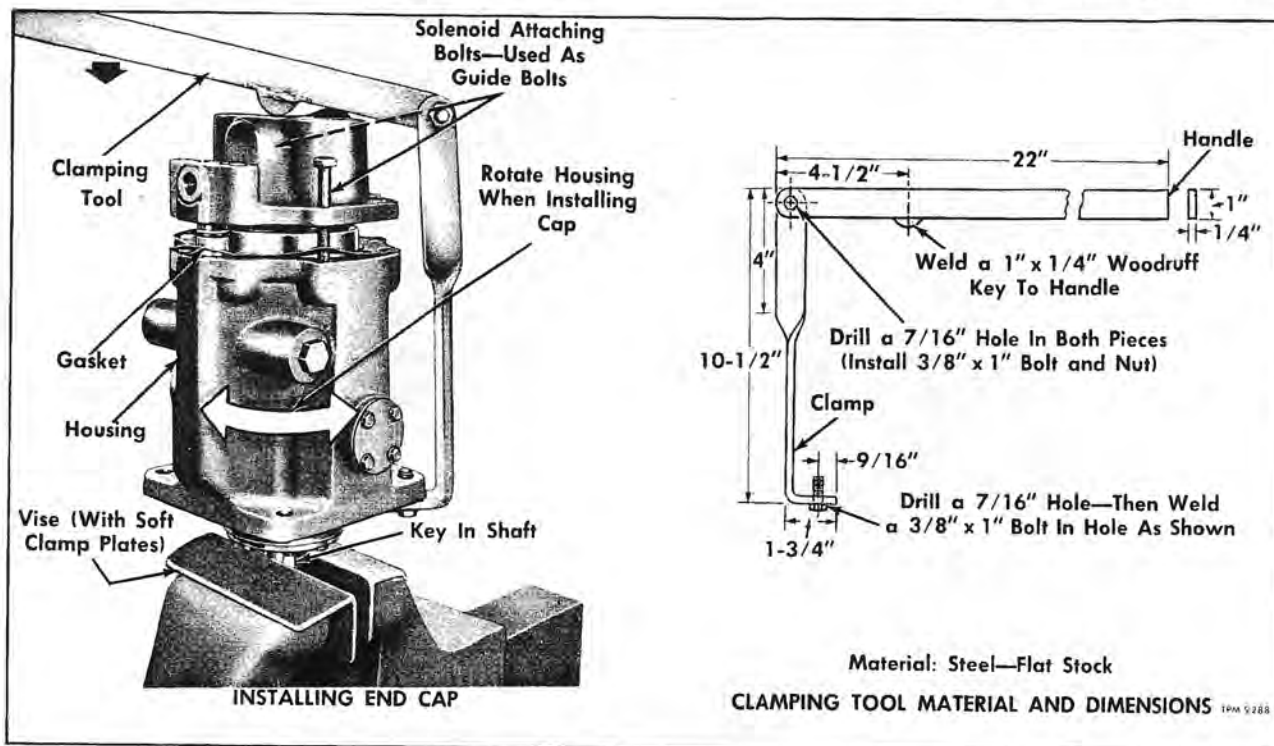 Solenoid Attaching
Bolts—Used As
Guide Bolts
Clamping
Tool
Rotate Housing
When Installing
Cap
Gasket
Housing
Vise (With Soft
Clamp Plates)
Key In Shaft
INSTALLING END CAP
Handle
22"
4-1/2"
1"
1/4"
4"
Weld a 1" x 1/4" Woodruff
Key To Handle
Drill a 7/16" Hole In Both Pieces
(Install 3/8" x 1" Bolt and Nut)
10-1/2"
Clamp
9/16"
Drill a 7/16" Hole—Then Weld
a 3/8" x 1" Bolt In Hole As Shown
1-3/4"
Material: Steel—Flat Stock
CLAMPING TOOL MATERIAL AND DIMENSIONS